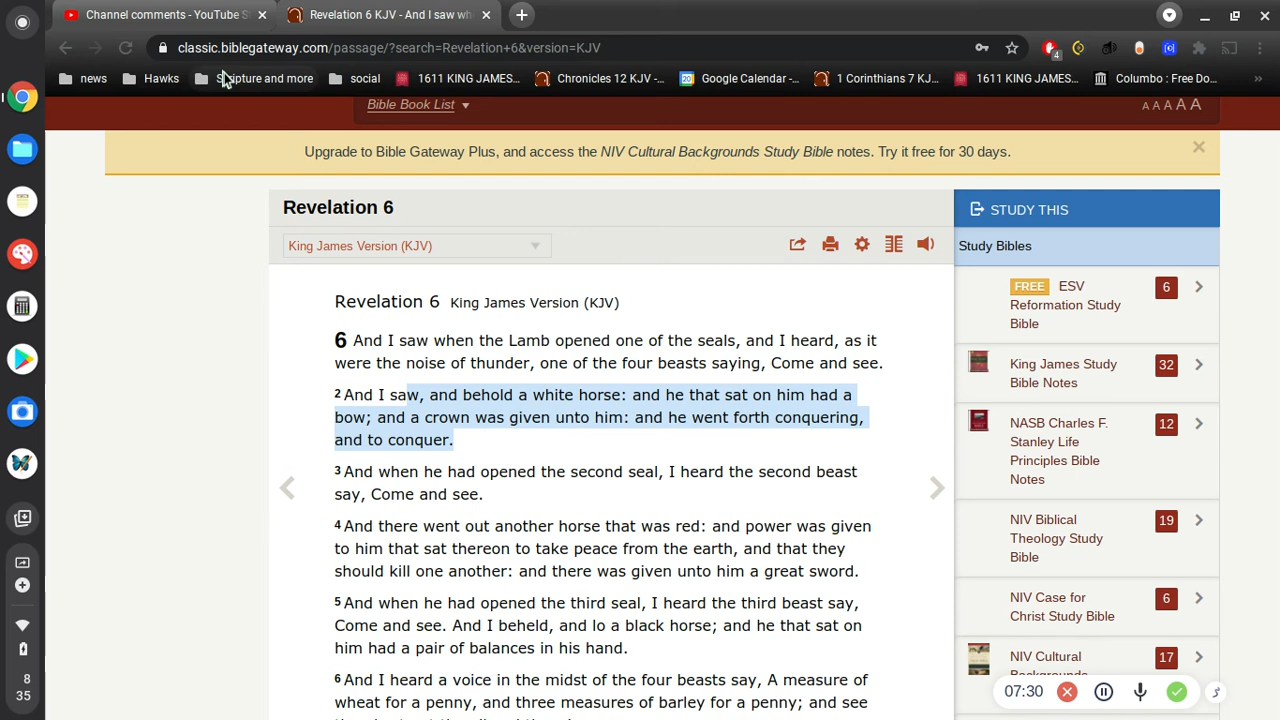 Channel comments - YouTube S
Revelation 6 KJV - And I saw wh
classic.biblegateway.com/passage/?search=Revelation+6&version=KJV
4
news
Hawks
Scripture and more
social
1611 KING JAMES...
Chronicles 12 KJV -...
20
Google Calendar -...
1 Corinthians 7 KJ...
1611 KING JAMES...
Columbo : Free Do...
»
Bible Book List
A A A A A
Upgrade to Bible Gateway Plus, and access the NIV Cultural Backgrounds Study Bible notes. Try it free for 30 days.
Revelation 6
King James Version (KJV)
Revelation 6 King James Version (KJV)
6 And I saw when the Lamb opened one of the seals, and I heard, as it
were the noise of thunder, one of the four beasts saying, Come and see.
2 And I saw, and behold a white horse: and he that sat on him had a
bow; and a crown was given unto him: and he went forth conquering,
and to conquer.
3 And when he had opened the second seal, I heard the second beast
say, Come and see.
4 And there went out another horse that was red: and power was given
to him that sat thereon to take peace from the earth, and that they
should kill one another: and there was given unto him a great sword.
5 And when he had opened the third seal, I heard the third beast say,
Come and see. And I beheld, and lo a black horse; and he that sat on
him had a pair of balances in his hand.
6 And I heard a voice in the midst of the four beasts say, A measure of
wheat for a penny, and three measures of barley for a penny; and see
STUDY THIS
Study Bibles
FREE ESV
Reformation Study
Bible
6
King James Study
Bible Notes
32
NASB Charles F.
Stanley Life
Principles Bible
Notes
12
NIV Biblical
Theology Study
Bible
19
NIV Case for
Christ Study Bible
6
NIV Cultural
Backgrounds
17
07:30
8
35